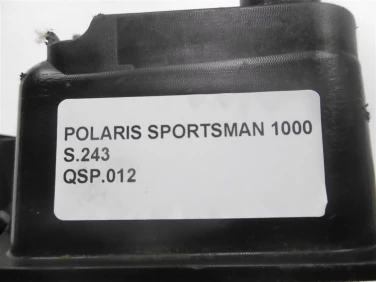 POLARIS SPORTSMAN 1000
S.243
QSP.012